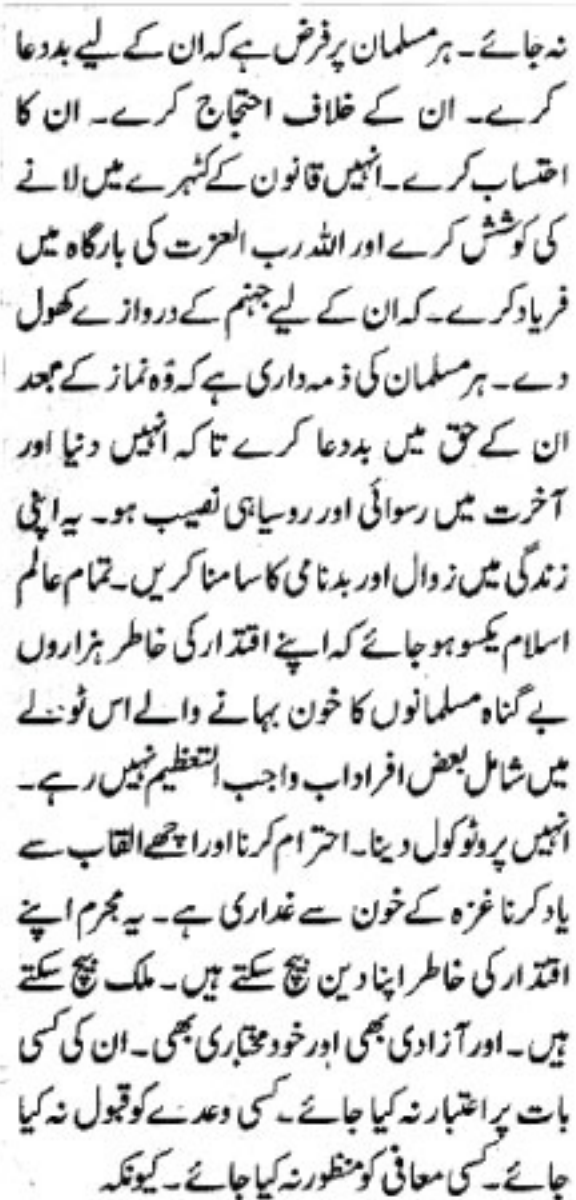 نہ جائے۔ ہر مسلمان پر فرض ہے کہ ان کے لیے بددعا
کرے۔ ان کے خلاف احتجاج کرے۔ ان کا
احتساب کرے۔ انہیں قانون کے کٹہرے میں لانے
کی کوشش کرے اور اللہ رب العزت کی بارگاہ میں
فریاد کرے۔ کہ ان کے لیے جہنم کے دروازے کھول
دے۔ ہر مسلمان کی ذمہ داری ہے کہ وُہ نماز کے بعد
ان کے حق میں بددعا کرے تا کہ انہیں دنیا اور
آخرت میں رسوائی اور روسیاہی نصیب ہو۔ یہ اپنی
زندگی میں زوال اور بدنامی کا سامنا کریں۔ تمام عالم
اسلام یکسو ہو جائے کہ اپنے اقتدار کی خاطر ہزاروں
بے گناہ مسلمانوں کا خون بہانے والے اس ٹولے
میں شامل بعض افراد اب واجب التعظیم نہیں رہے۔
انہیں پروٹوکول دینا۔ احترام کرنا اور اچھے القاب سے
یاد کرنا غزہ کے خون سے غداری ہے۔ یہ مجرم اپنے
اقتدار کی خاطر اپنا دین بیچ سکتے ہیں۔ ملک بیچ سکتے
ہیں۔ اور آزادی بھی اور خود مختاری بھی۔ ان کی کسی
بات پر اعتبار نہ کیا جائے۔ کسی وعدے کو قبول نہ کیا
جائے۔ کسی معافی کو منظور نہ کیا جائے۔ کیونکہ